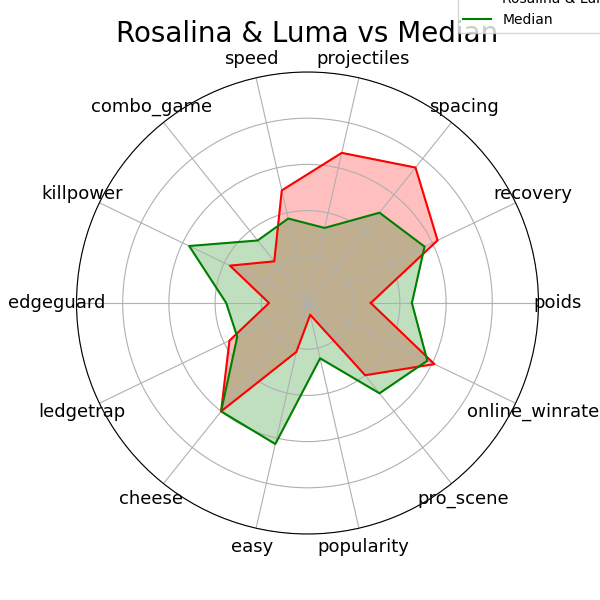 Rosalina & Luma vs Median
Median
speed
projectiles
combo_game
spacing
killpower
recovery
edgeguard
poids
ledgetrap
online_winrate
cheese
pro_scene
easy
popularity